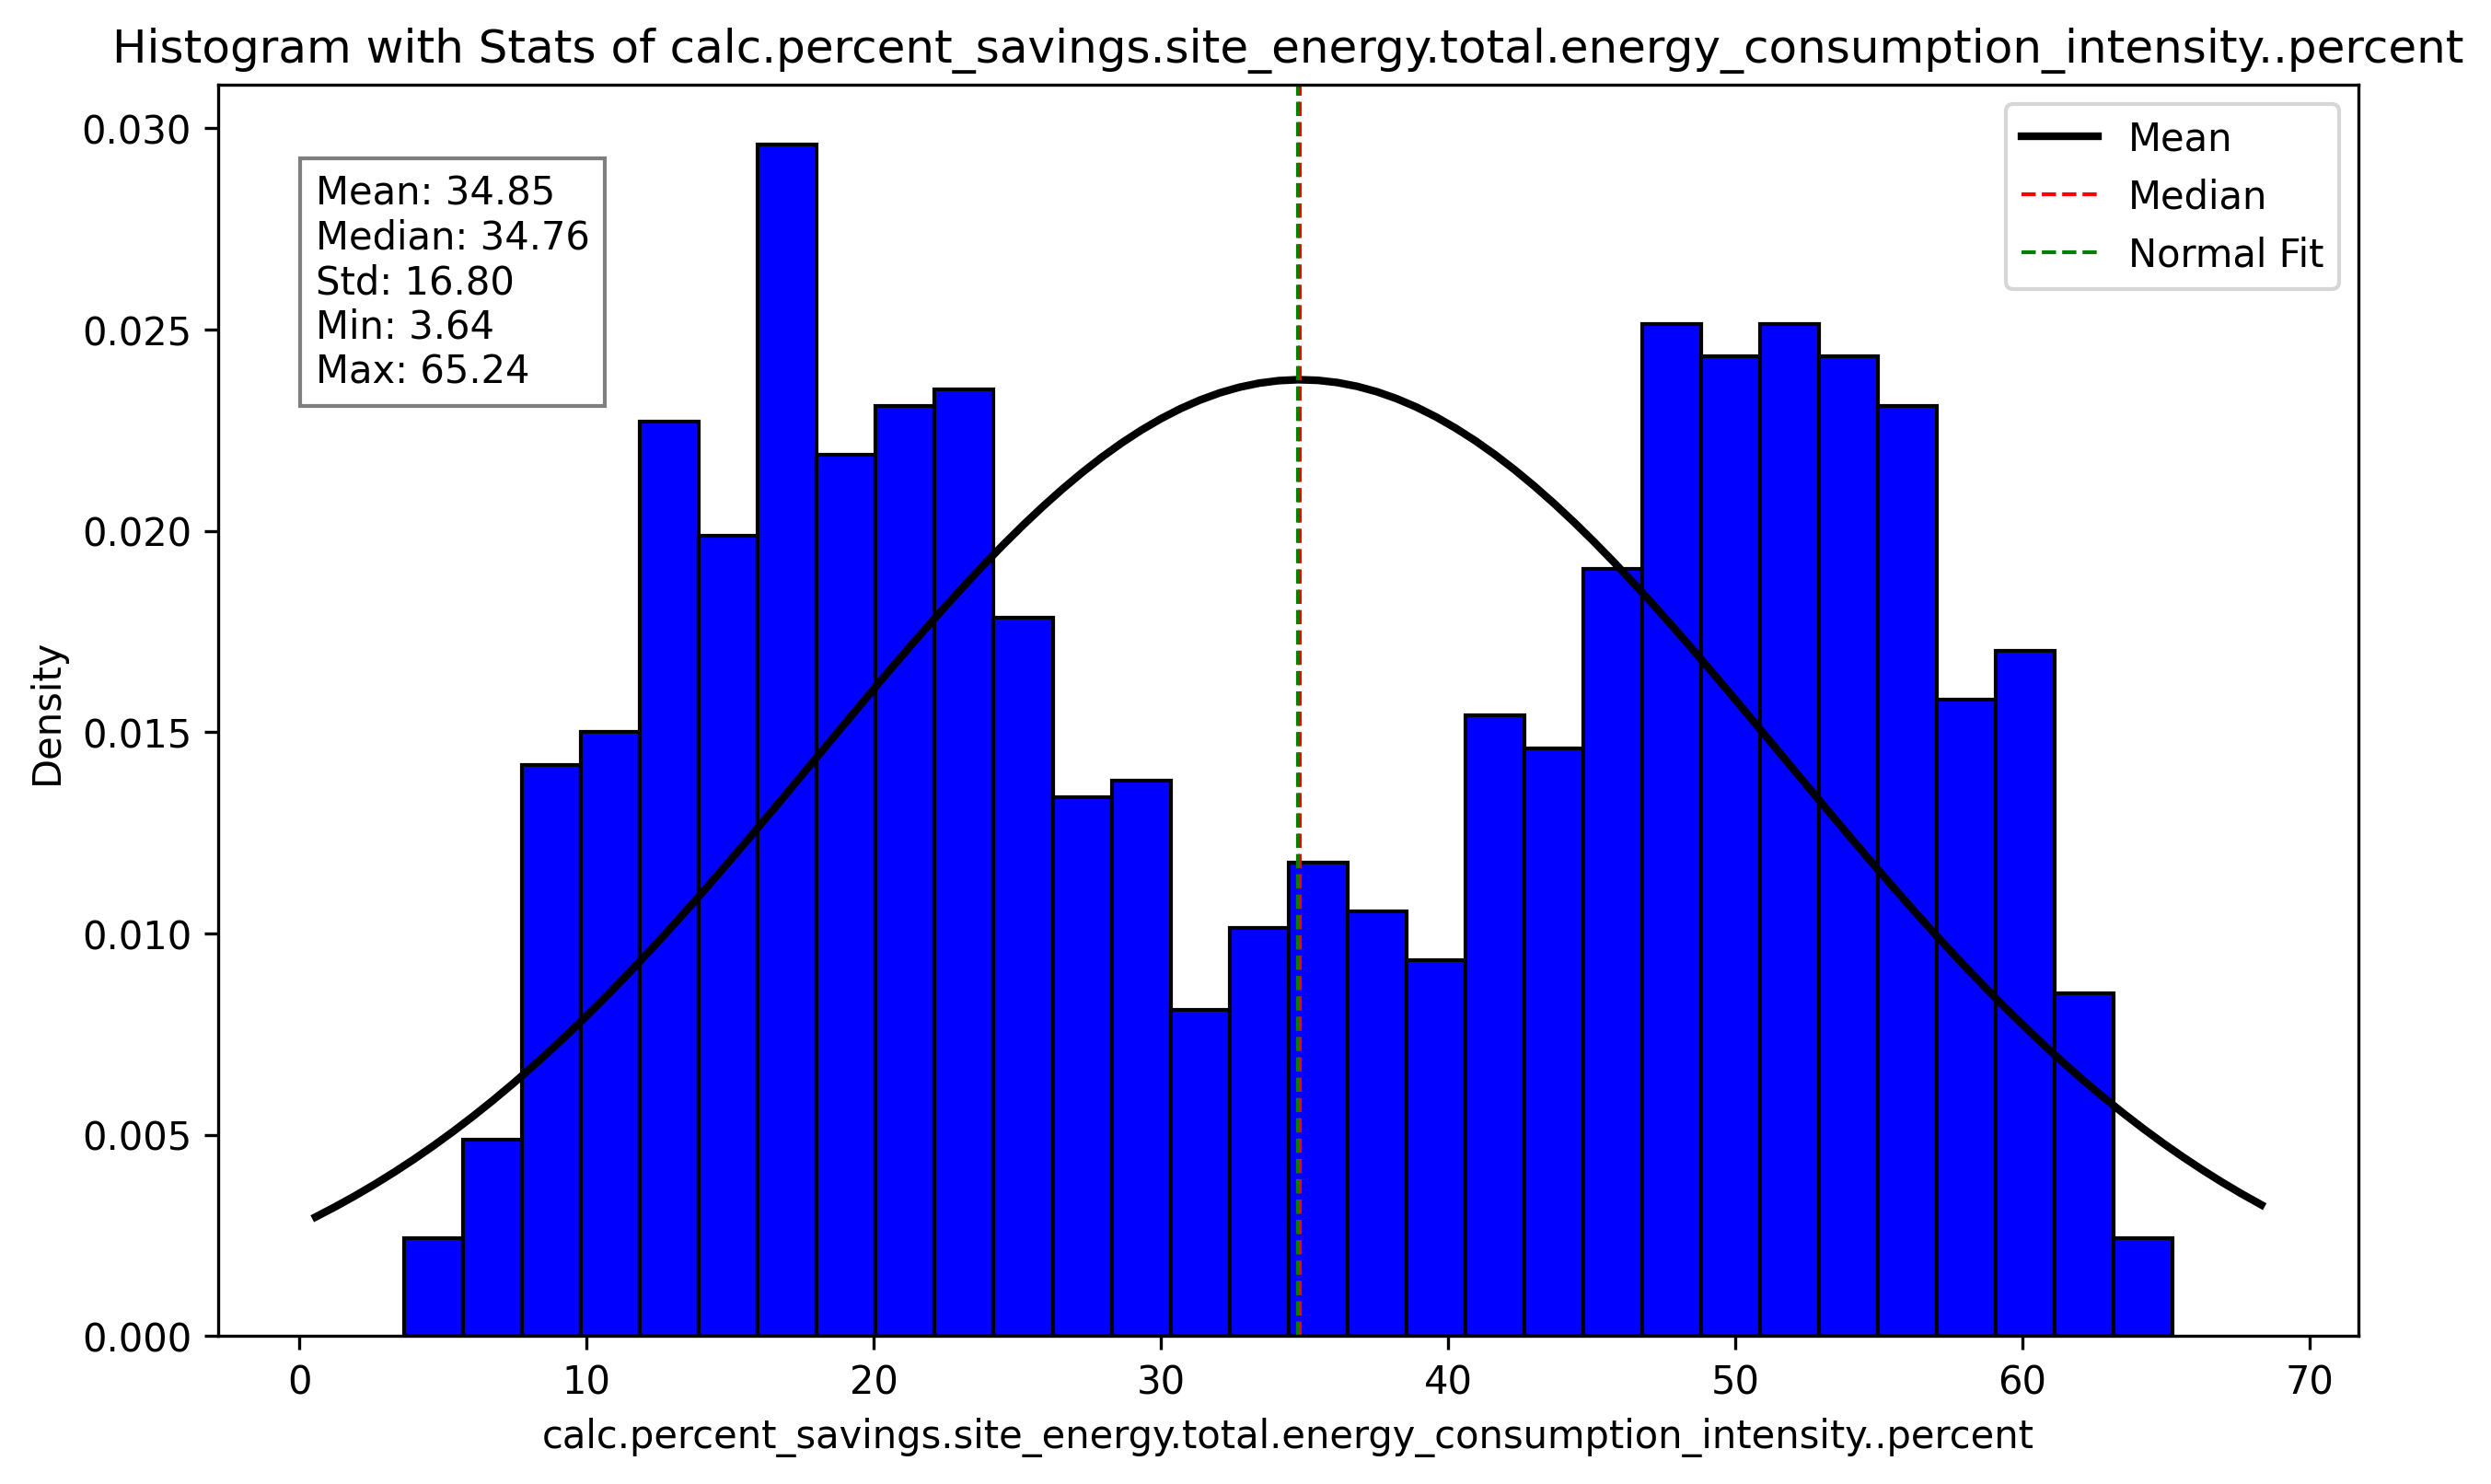 Histogram with Stats of calc.percent_savings.site_energy.total.energy_consumption_intensity..percent
Mean: 34.85
Median: 34.76
Std: 16.80
Min: 3.64
Max: 65.24
Mean
Median
Normal Fit
Density
0.030
0.025
0.020
0.015
0.010
0.005
0.000
0 10 20 30 40 50 60 70
calc.percent_savings.site_energy.total.energy_consumption_intensity..percent